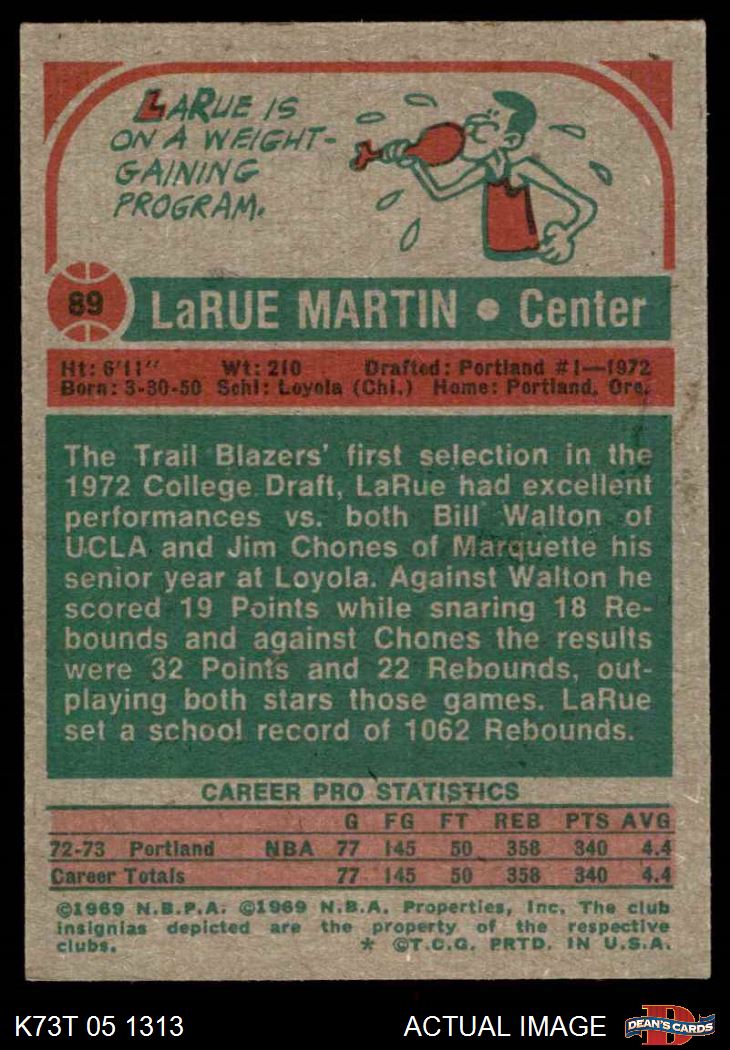 LARUE IS
ON A WEIGHT-
GAINING
PROGRAM.
89
LaRUE MARTIN • Center
Ht: 6'11" Wt: 210 Drafted: Portland #1—1972
Born: 3-30-50 Schl: Loyola (Chi.) Home: Portland, Ore.
The Trail Blazers' first selection in the
1972 College Draft, LaRue had excellent
performances vs. both Bill Walton of
UCLA and Jim Chones of Marquette his
senior year at Loyola. Against Walton he
scored 19 Points while snaring 18 Re-
bounds and against Chones the results
were 32 Points and 22 Rebounds, out-
playing both stars those games. LaRue
set a school record of 1062 Rebounds.
CAREER PRO STATISTICS
G FG FT REB PTS AVG
72-73 Portland NBA 77 145 50 358 340 4.4
Career Totals 77 145 50 358 340 4.4
©1969 N.B.P.A. ©1969 N.B.A. Properties, Inc. The club
insignias depicted are the property of the respective
clubs. * ©T.C.G. PRTD. IN U.S.A.
K73T 05 1313 ACTUAL IMAGE
D
DEAN'S CARDS